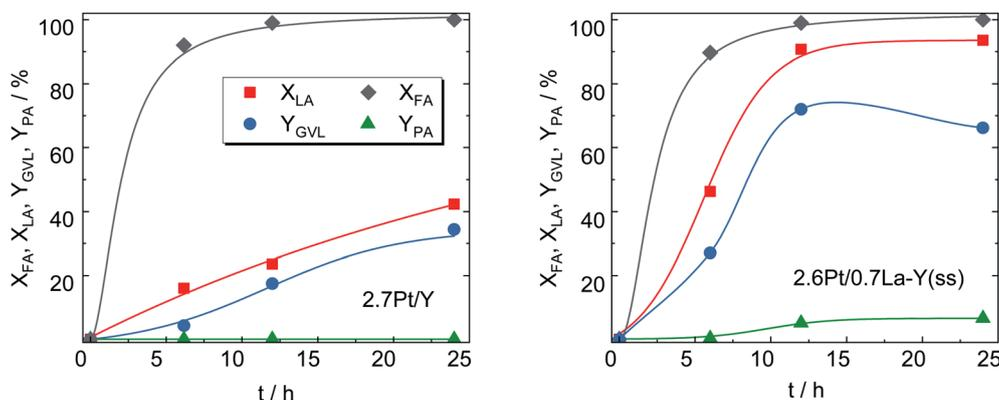 X_FA, X_LA, Y_GVL, Y_PA / %
100
80
60
40
20
0 5 10 15 20 25
t / h
X_LA X_FA
Y_GVL Y_PA
2.7Pt/Y
X_FA, X_LA, Y_GVL, Y_PA / %
100
80
60
40
20
0 5 10 15 20 25
t / h
2.6Pt/0.7La-Y(ss)